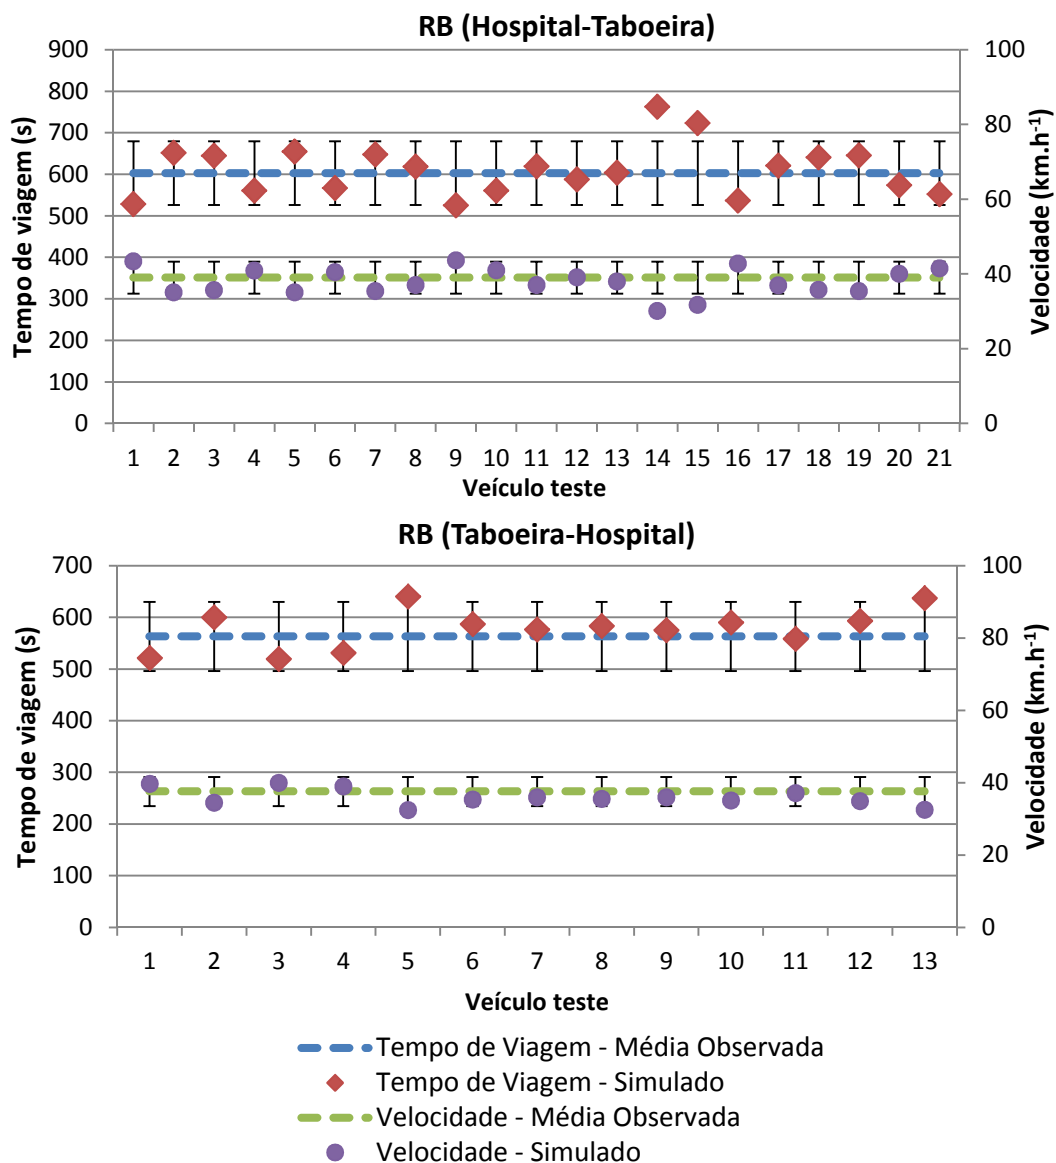 RB (Hospital-Taboeira)
Tempo de viagem (s)
900
800
700
600
500
400
300
200
100
0
100
80
60
40
20
0
Velocidade (km.h⁻¹)
1 2 3 4 5 6 7 8 9 10 11 12 13 14 15 16 17 18 19 20 21
Veículo teste
RB (Taboeira-Hospital)
Tempo de viagem (s)
700
600
500
400
300
200
100
0
100
80
60
40
20
0
Velocidade (km.h⁻¹)
1 2 3 4 5 6 7 8 9 10 11 12 13
Veículo teste
Tempo de Viagem - Média Observada
Tempo de Viagem - Simulado
Velocidade - Média Observada
Velocidade - Simulado